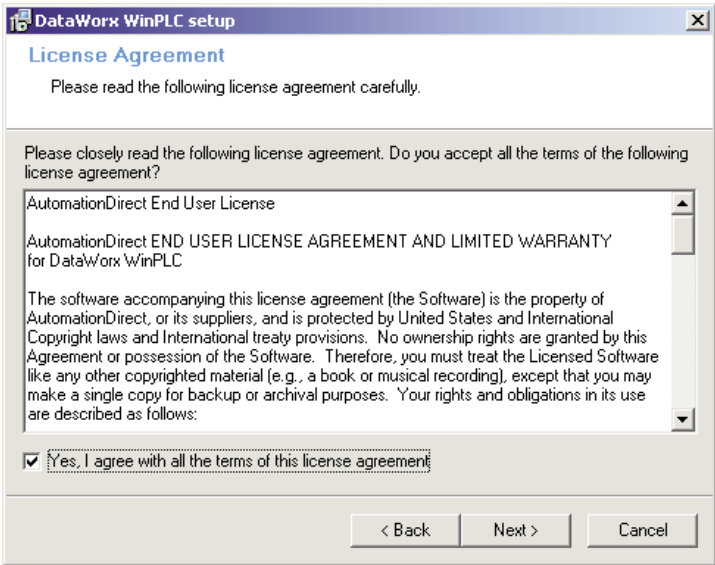 DataWorx WinPLC setup
License Agreement
Please read the following license agreement carefully.
Please closely read the following license agreement. Do you accept all the terms of the following
license agreement?
AutomationDirect End User License
AutomationDirect END USER LICENSE AGREEMENT AND LIMITED WARRANTY
for DataWorx WinPLC
The software accompanying this license agreement (the Software) is the property of
AutomationDirect, or its suppliers, and is protected by United States and International
Copyright laws and International treaty provisions.  No ownership rights are granted by this
Agreement or possession of the Software.  Therefore, you must treat the Licensed Software
like any other copyrighted material (e.g., a book or musical recording), except that you may
make a single copy for backup or archival purposes.  Your rights and obligations in its use
are described as follows:
Yes, I agree with all the terms of this license agreement
< Back
Next >
Cancel